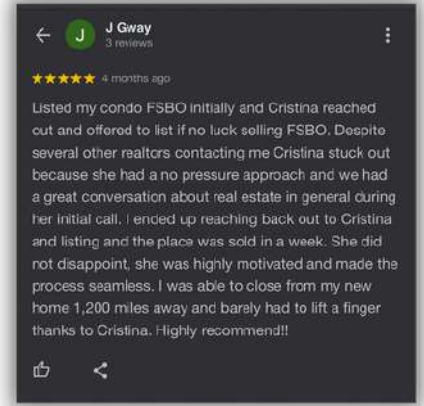 J Gway
3 reviews
J
4 months ago
Listed my condo FSBO initially and Cristina reached
out and offered to list if no luck selling FSBO. Despite
several other realtors contacting me Cristina stuck out
because she had a no pressure approach and we had
a great conversation about real estate in general during
her initial call. I ended up reaching back out to Cristina
and listing and the place was sold in a week. She did
not disappoint, she was highly motivated and made the
process seamless. I was able to close from my new
home 1,200 miles away and barely had to lift a finger
thanks to Cristina. Highly recommend!!